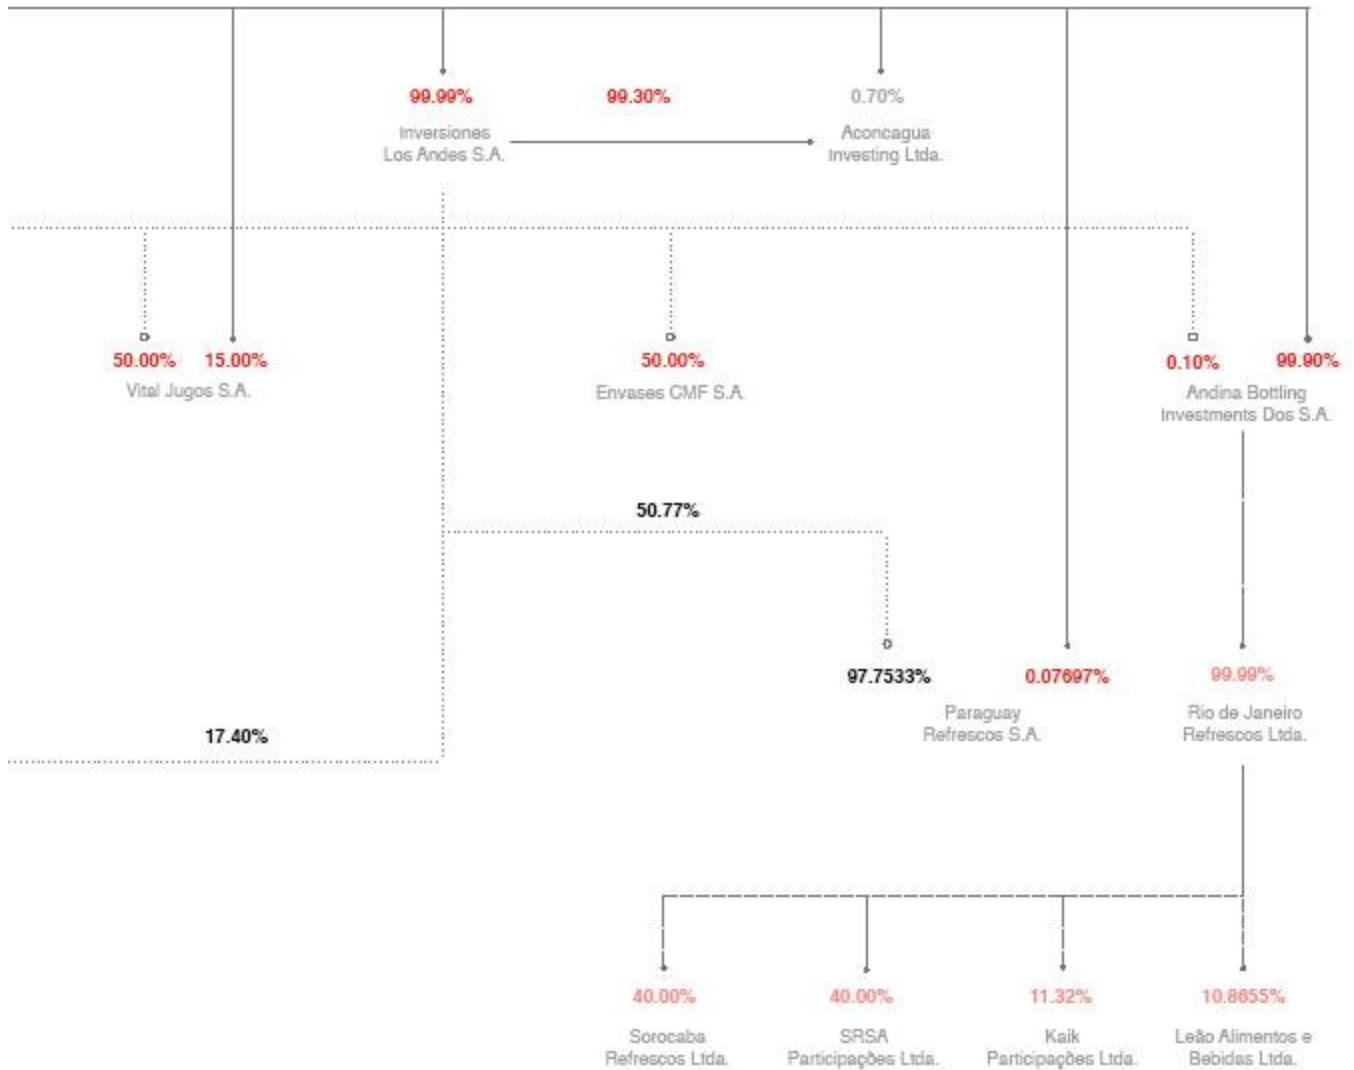 99.99%
99.30%
0.70%
Inversiones
Los Andes S.A.
Aconcagua
Investing Ltda.
50.00%
15.00%
Vital Jugos S.A.
50.00%
Envases CMF S.A.
0.10%
99.90%
Andina Bottling
Investments Dos S.A.
50.77%
97.7533%
0.07697%
Paraguay
Refrescos S.A.
99.99%
Rio de Janeiro
Refrescos Ltda.
17.40%
40.00%
Sorocaba
Refrescos Ltda.
40.00%
SRSA
Participações Ltda.
11.32%
Kaik
Participações Ltda.
10.8655%
Leão Alimentos e
Bebidas Ltda.